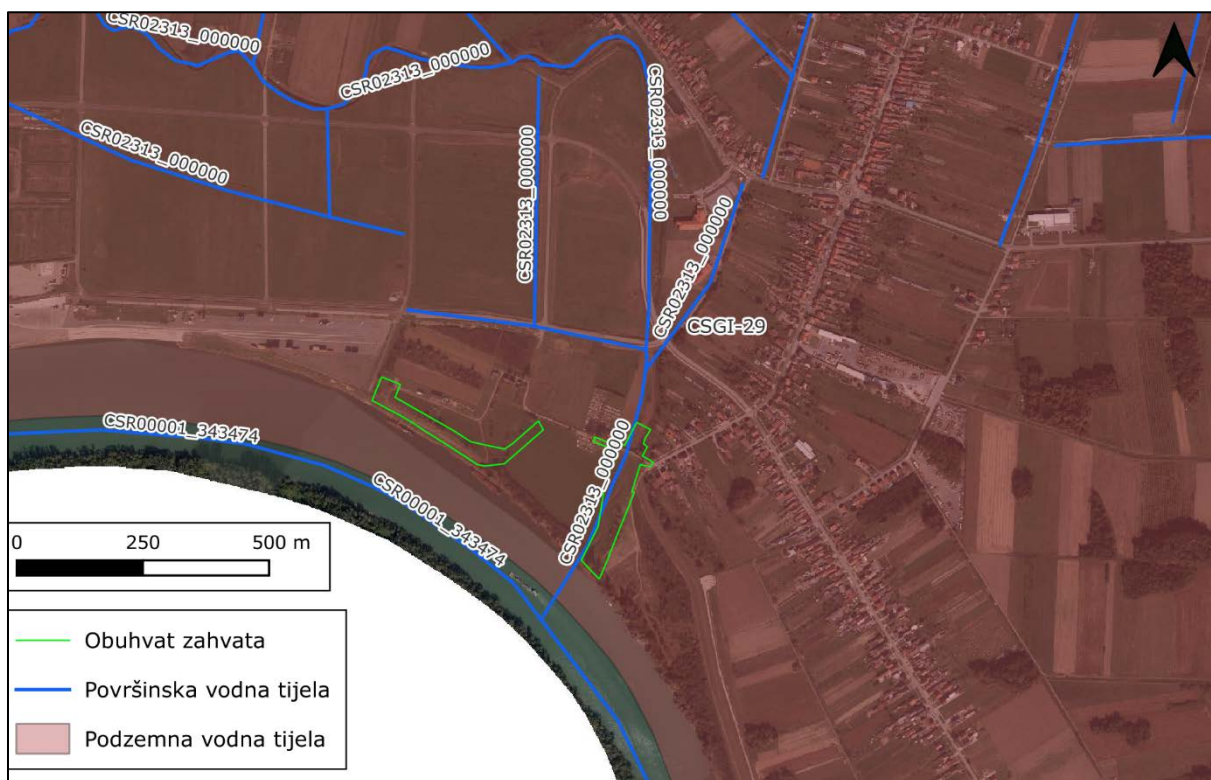 CSR02313_000000
CSR02313_000000
CSR02313_000000
CSR02313_000000
CSR02313_000000
CSR02313_000000
CSGI-29
CSR00001_343474
CSR00001_343474
CSR02313_000000
0 250 500 m
Obuhvat zahvata
Površinska vodna tijela
Podzemna vodna tijela